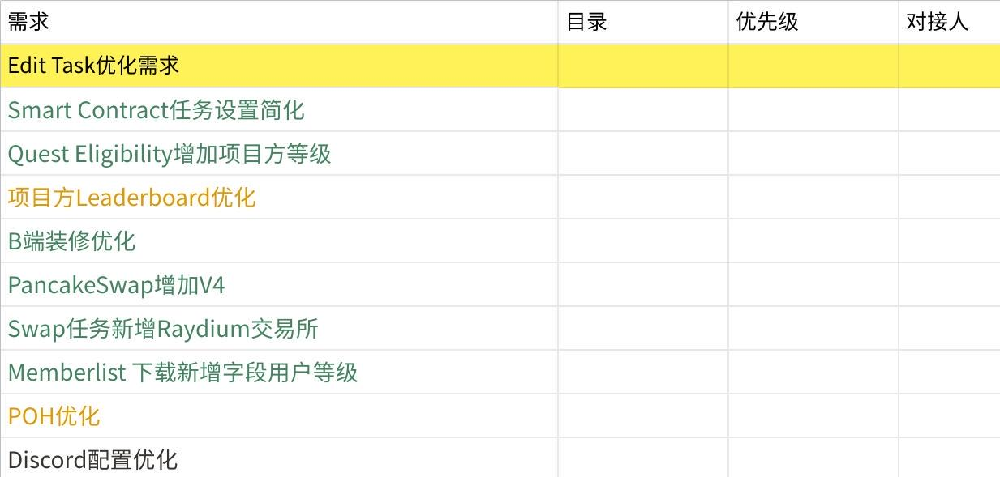 需求 目录 优先级 对接人
Edit Task优化需求
Smart Contract任务设置简化
Quest Eligibility增加项目方等级
项目方Leaderboard优化
B端装修优化
PancakeSwap增加V4
Swap任务新增Raydium交易所
Memberlist 下载新增字段用户等级
POH优化
Discord配置优化